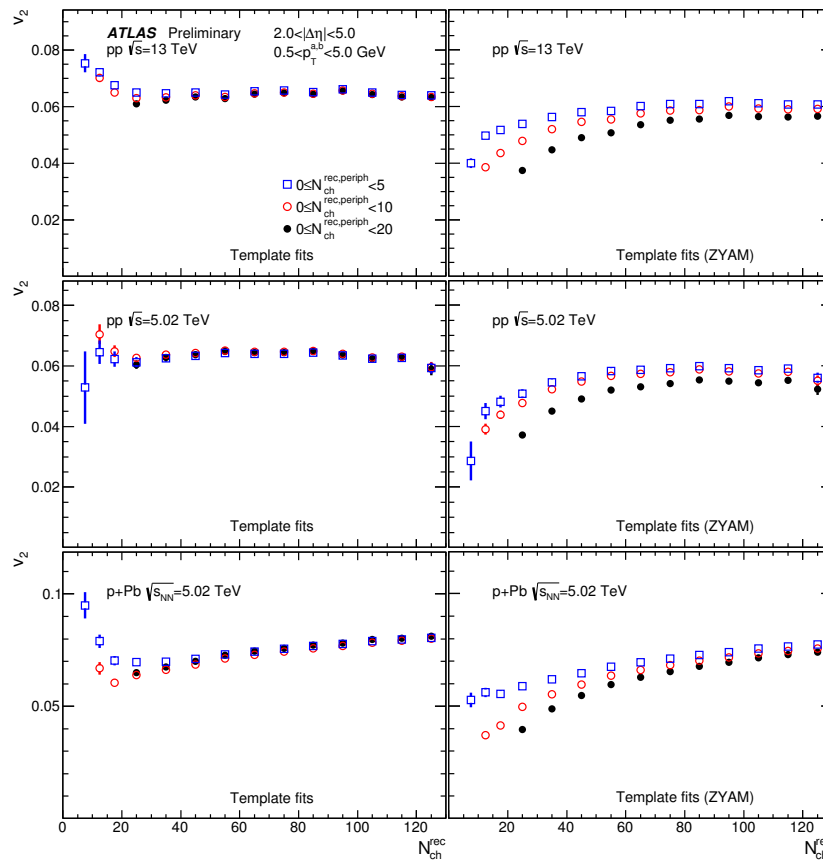 v₂
ATLAS Preliminary 2.0<|Δη|<5.0
pp √s=13 TeV 0.5<p_T^{a,b}<5.0 GeV
0.08
0.06
0.04
0.02
0≤N_ch^{rec,periph}<5
0≤N_ch^{rec,periph}<10
0≤N_ch^{rec,periph}<20
Template fits
pp √s=13 TeV
Template fits (ZYAM)
v₂
pp √s=5.02 TeV
0.08
0.06
0.04
0.02
Template fits
pp √s=5.02 TeV
Template fits (ZYAM)
v₂
p+Pb √s_NN=5.02 TeV
0.1
0.05
Template fits
0 20 40 60 80 100 120
N_ch^{rec}
p+Pb √s_NN=5.02 TeV
Template fits (ZYAM)
20 40 60 80 100 120
N_ch^{rec}